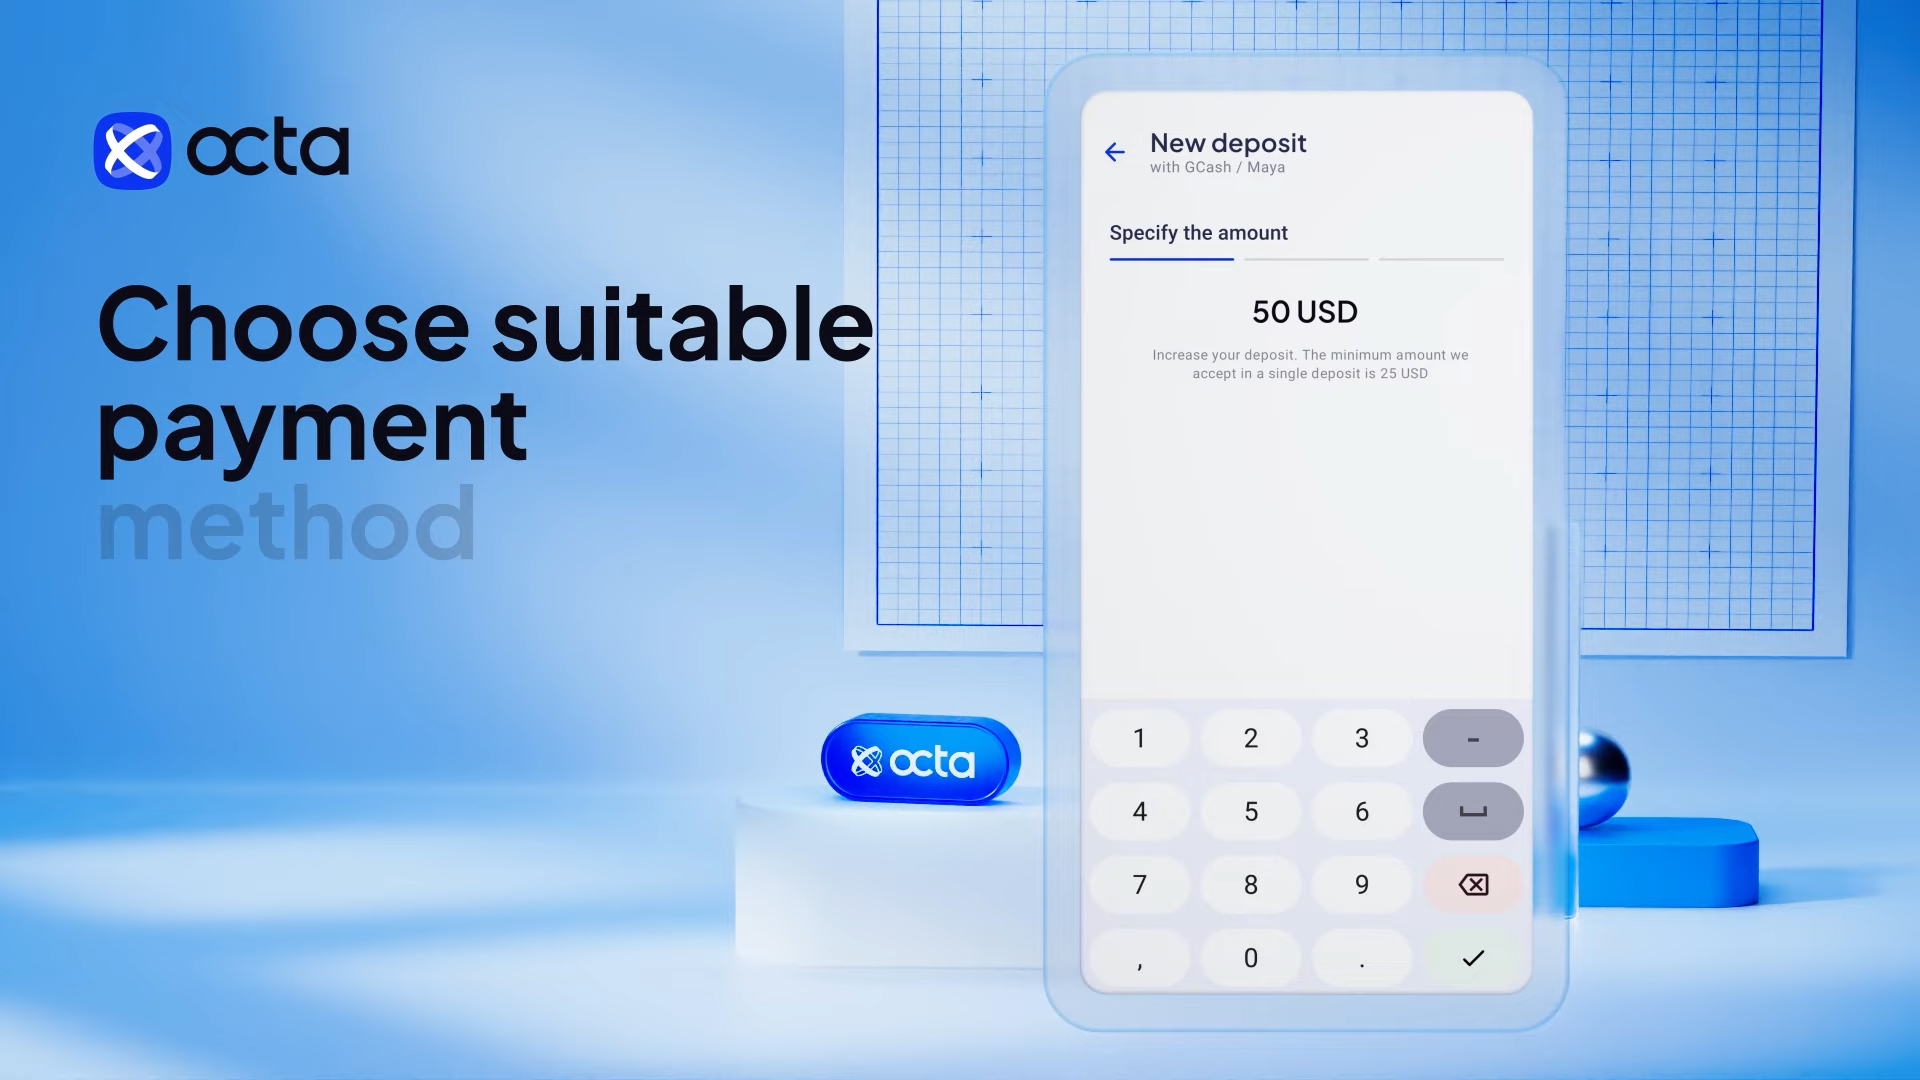 octa
Choose suitable
payment
method
New deposit
with GCash / Maya
Specify the amount
50 USD
Increase your deposit. The minimum amount we
accept in a single deposit is 25 USD
octa
1 2 3 -
4 5 6
7 8 9
, 0 .